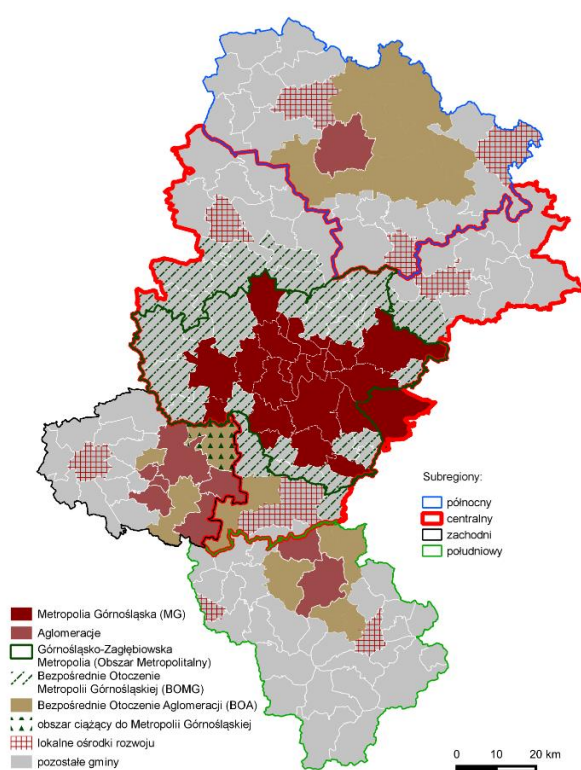 Subregiony:
północny
centralny
zachodni
południowy
Metropolia Górnośląska (MG)
Aglomeracje
Górnośląsko-Zagłębiowska
Metropolia (Obszar Metropolitalny)
Bezpośrednie Otoczenie
Metropolii Górnośląskiej (BOMG)
Bezpośrednie Otoczenie Aglomeracji (BOA)
obszar ciążący do Metropolii Górnośląskiej
lokalne ośrodki rozwoju
pozostałe gminy
0 10 20 km